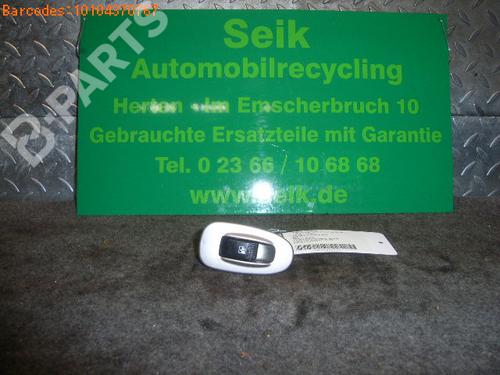 Barcodes:10104370767
B-PARTS
Seik
Automobilrecycling
Herten Im Emscherbruch 10
Gebrauchte Ersatzteile mit Garantie
Tel. 0 23 66 / 10 68 68
www.seik.de